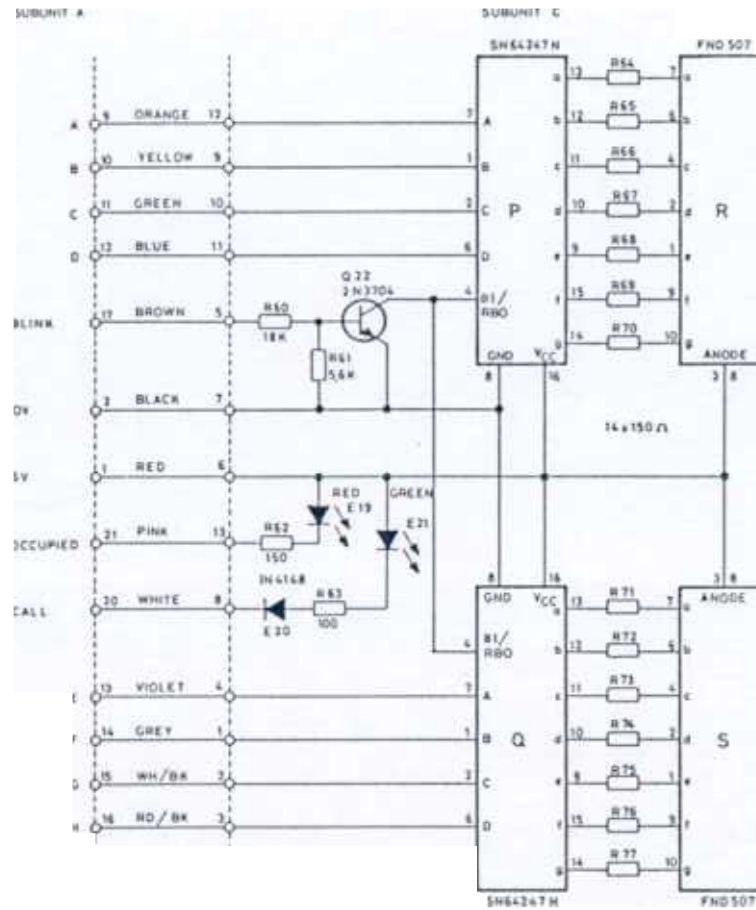 SUBUNIT A
SUBUNIT C
SN64247N
FND507
A 9 ORANGE 12
7 A
a 13 R64 7 a
b 12 R65 6 b
B 10 YELLOW 9
1 B
c 11 R66 4 c
C 11 GREEN 10
2 C
P
d 10 R67 2 d
R
D 12 BLUE 11
6 D
e 9 R68 1 e
Q22
2N3704
4 BI/
RBO
f 15 R69 9 f
BLINK 17 BROWN 5
R60
18K
g 14 R70 10 g
R61
5,6K
GND
VCC
ANODE
8
16
3 8
0V 2 BLACK 7
14x150Ω
5V 1 RED 6
RED
E19
GREEN
E21
OCCUPIED 21 PINK 13
R62
150
CALL 20 WHITE 8
1N4148
E20
R63
100
8
16
3 8
GND
VCC
ANODE
a 13 R71 7 a
4 BI/
RBO
b 12 R72 6 b
13 VIOLET 4
7 A
c 11 R73 4 c
F 14 GREY 1
1 B
Q
d 10 R74 2 d
S
G 15 WH/BK 2
2 C
e 9 R75 1 e
H 16 RD/BK 3
6 D
f 15 R76 9 f
g 14 R77 10 g
SN64247N
FND507